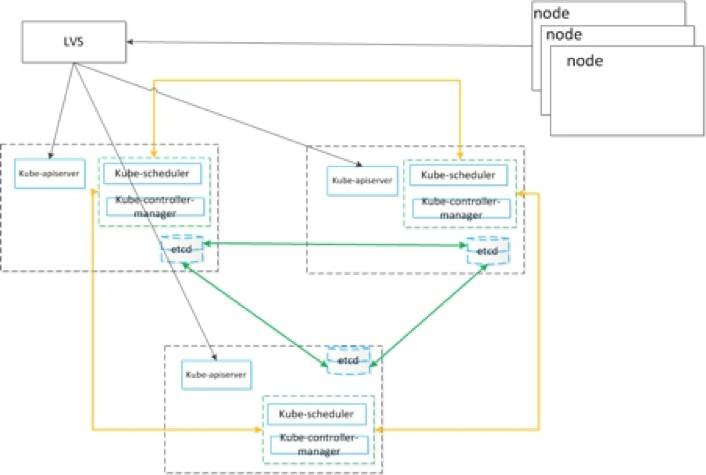 node
node
node
LVS
Kube-apiserver
Kube-scheduler
Kube-controller-
manager
etcd
Kube-apiserver
Kube-scheduler
Kube-controller-
manager
etcd
etcd
Kube-apiserver
Kube-scheduler
Kube-controller-
manager